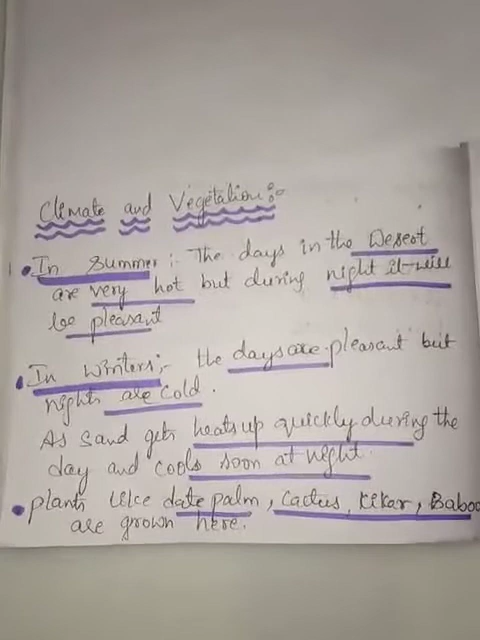 Climate and Vegetation:-
• In Summer :- The days in the Desert
are very hot but during night it will
be pleasant
• In Winters :- the days are pleasant but
nights are cold.
As Sand gets heats up quickly during the
day and cools soon at night.
• plants like date palm, Cactus, Kikar, Baboo
are grown here.